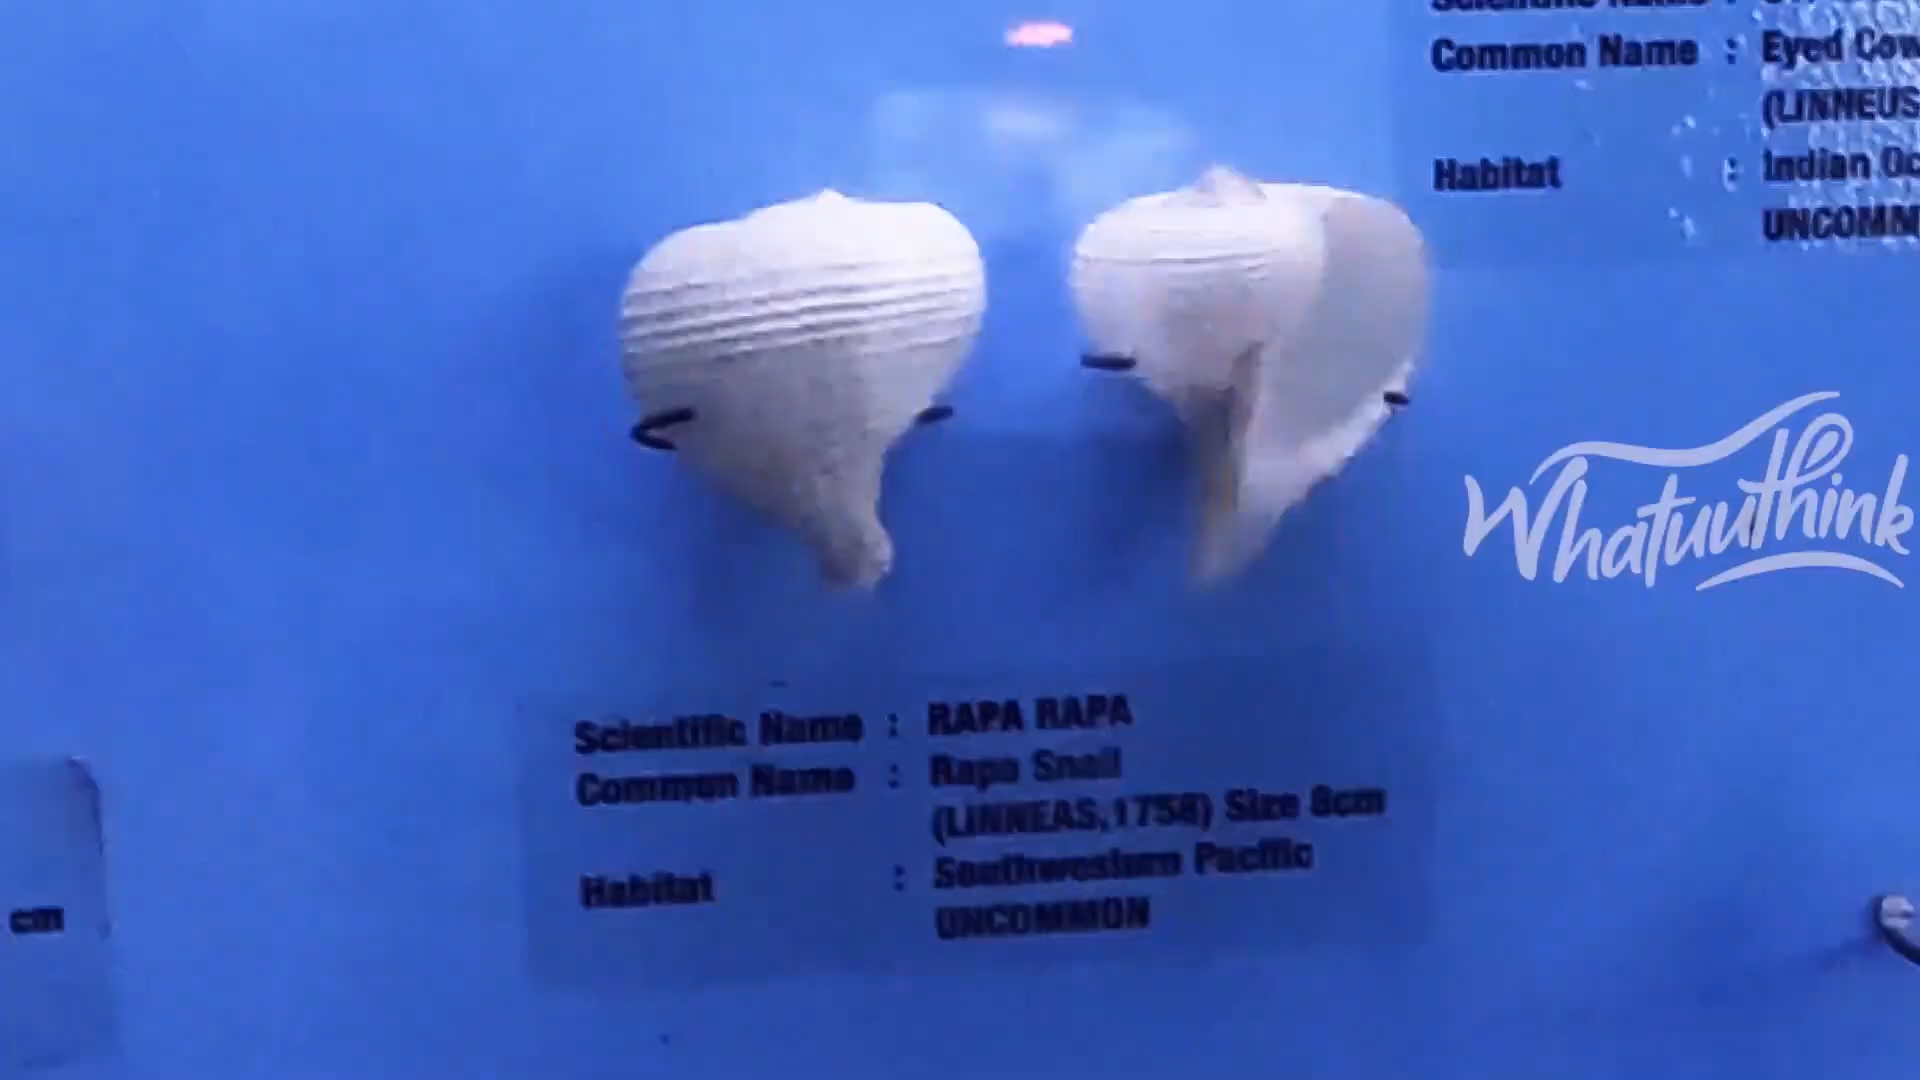 Common Name : Eyed Cow
(LINNEUS
Habitat : Indian Oc
UNCOMM
Whatuuthink
Scientific Name : RAPA RAPA
Common Name : Rapa Snail
(LINNEAS,1758) Size 8cm
Habitat : Southwestern Pacific
UNCOMMON
cm